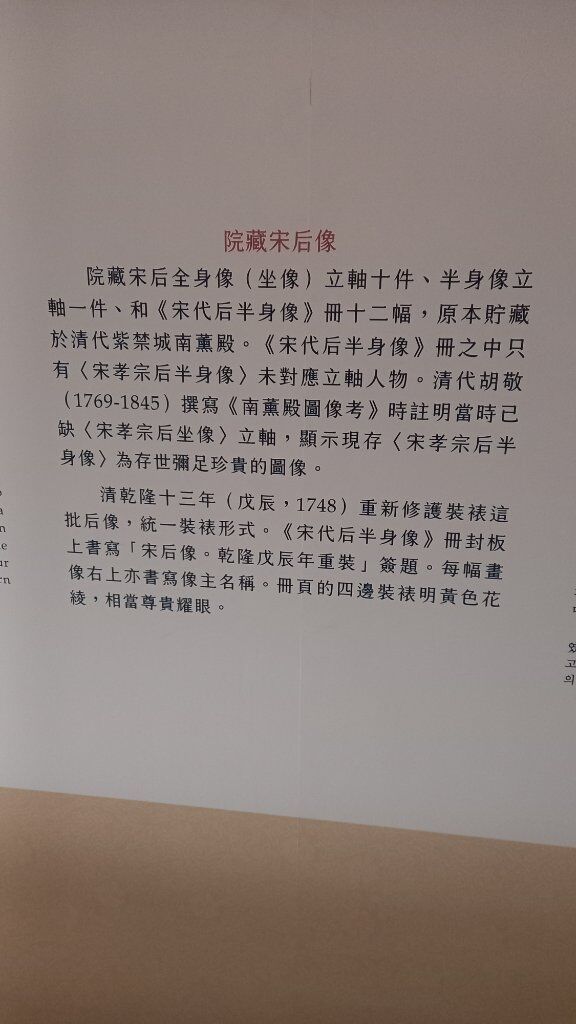 院藏宋后像
院藏宋后全身像（坐像）立軸十件、半身像立
軸一件、和《宋代后半身像》冊十二幅，原本貯藏
於清代紫禁城南薰殿。《宋代后半身像》冊之中只
有〈宋孝宗后半身像〉未對應立軸人物。清代胡敬
（1769-1845）撰寫《南薰殿圖像考》時註明當時已
缺〈宋孝宗后坐像〉立軸，顯示現存〈宋孝宗后半
身像〉為存世彌足珍貴的圖像。
清乾隆十三年（戊辰，1748）重新修護裝裱這
批后像，統一裝裱形式。《宋代后半身像》冊封板
上書寫「宋后像。乾隆戊辰年重裝」簽題。每幅畫
像右上亦書寫像主名稱。冊頁的四邊裝裱明黃色花
綾，相當尊貴耀眼。